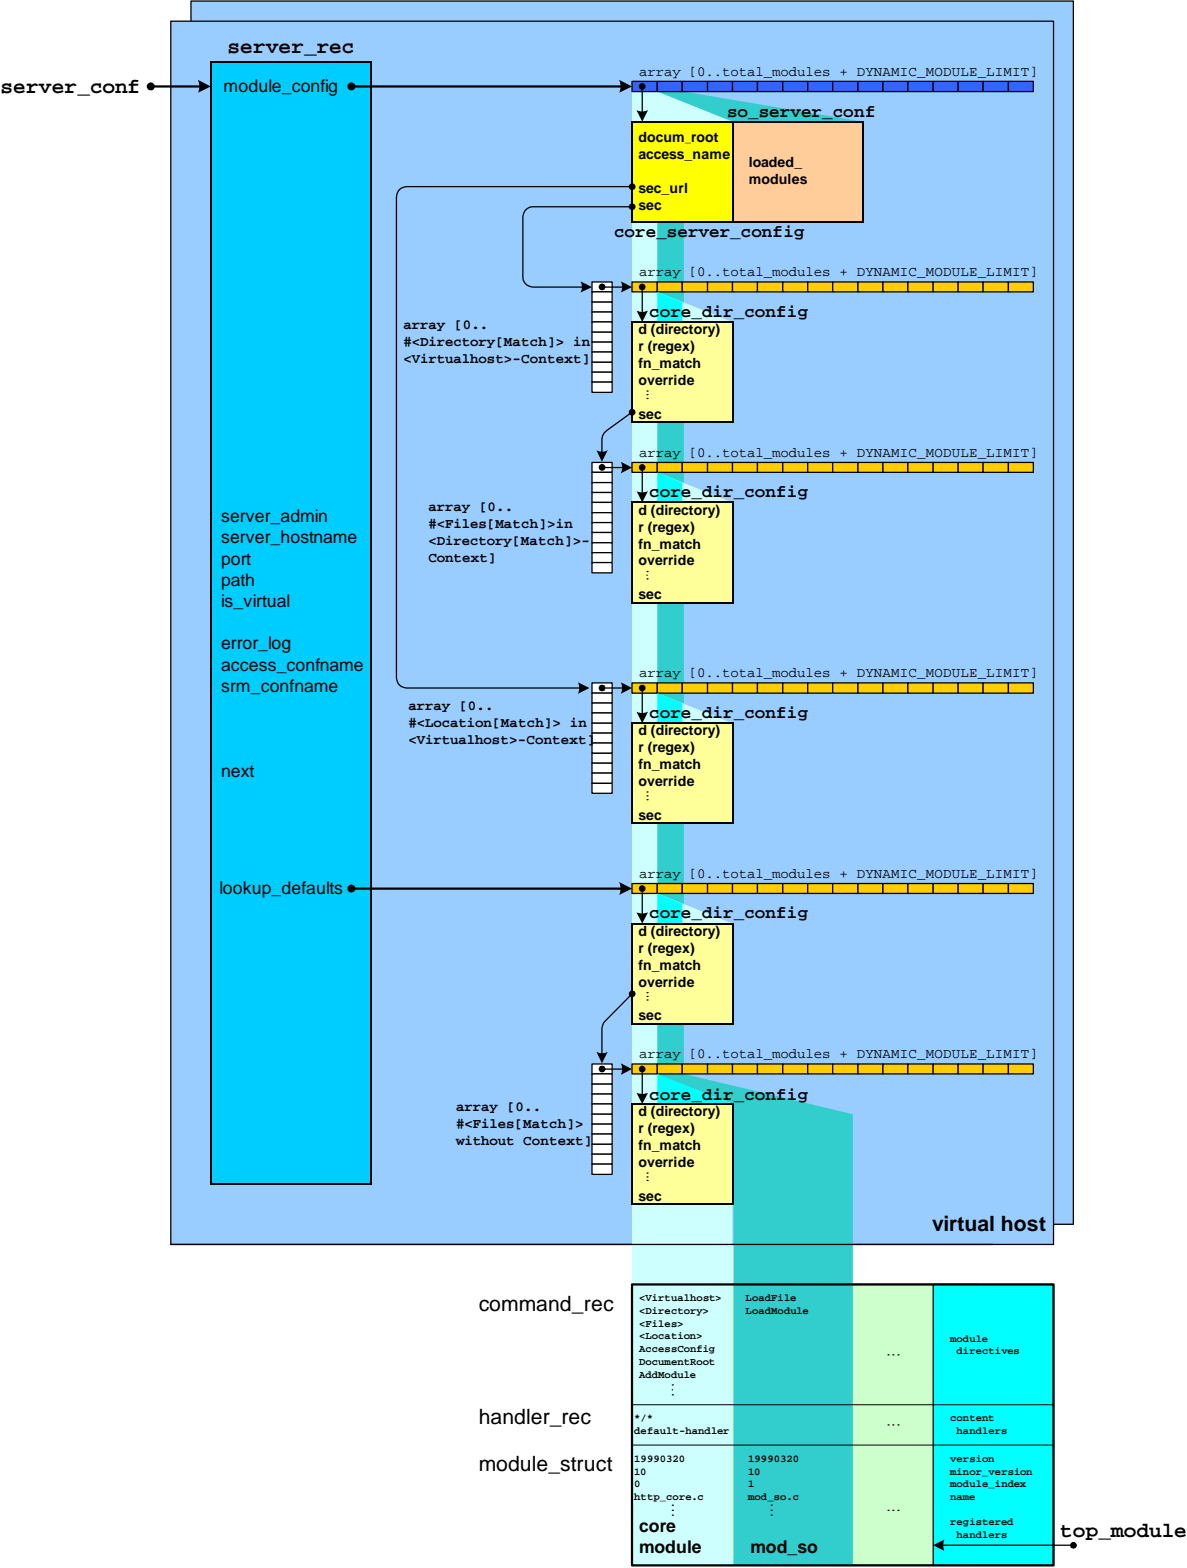 server_rec
server_conf
module_config
array [0..total_modules + DYNAMIC_MODULE_LIMIT]
so_server_conf
docum_root
access_name
sec_url
sec
loaded_
modules
core_server_config
array [0..total_modules + DYNAMIC_MODULE_LIMIT]
core_dir_config
array [0..
#<Directory[Match]> in
<Virtualhost>-Context]
d (directory)
r (regex)
fn_match
override
⋮
sec
array [0..total_modules + DYNAMIC_MODULE_LIMIT]
core_dir_config
array [0..
#<Files[Match]>in
<Directory[Match]>-
Context]
d (directory)
r (regex)
fn_match
override
⋮
sec
server_admin
server_hostname
port
path
is_virtual
error_log
access_confname
srm_confname
next
array [0..total_modules + DYNAMIC_MODULE_LIMIT]
core_dir_config
array [0..
#<Location[Match]> in
<Virtualhost>-Context]
d (directory)
r (regex)
fn_match
override
⋮
sec
lookup_defaults
array [0..total_modules + DYNAMIC_MODULE_LIMIT]
core_dir_config
d (directory)
r (regex)
fn_match
override
⋮
sec
array [0..total_modules + DYNAMIC_MODULE_LIMIT]
core_dir_config
array [0..
#<Files[Match]>
without Context]
d (directory)
r (regex)
fn_match
override
⋮
sec
virtual host
command_rec
<Virtualhost>
<Directory>
<Files>
<Location>
AccessConfig
DocumentRoot
AddModule
⋮
LoadFile
LoadModule
...
module
directives
handler_rec
*/*
default-handler
...
content
handlers
module_struct
19990320
10
0
http_core.c
⋮
core
module
19990320
10
1
mod_so.c
⋮
mod_so
...
version
minor_version
module_index
name
registered
handlers
top_module